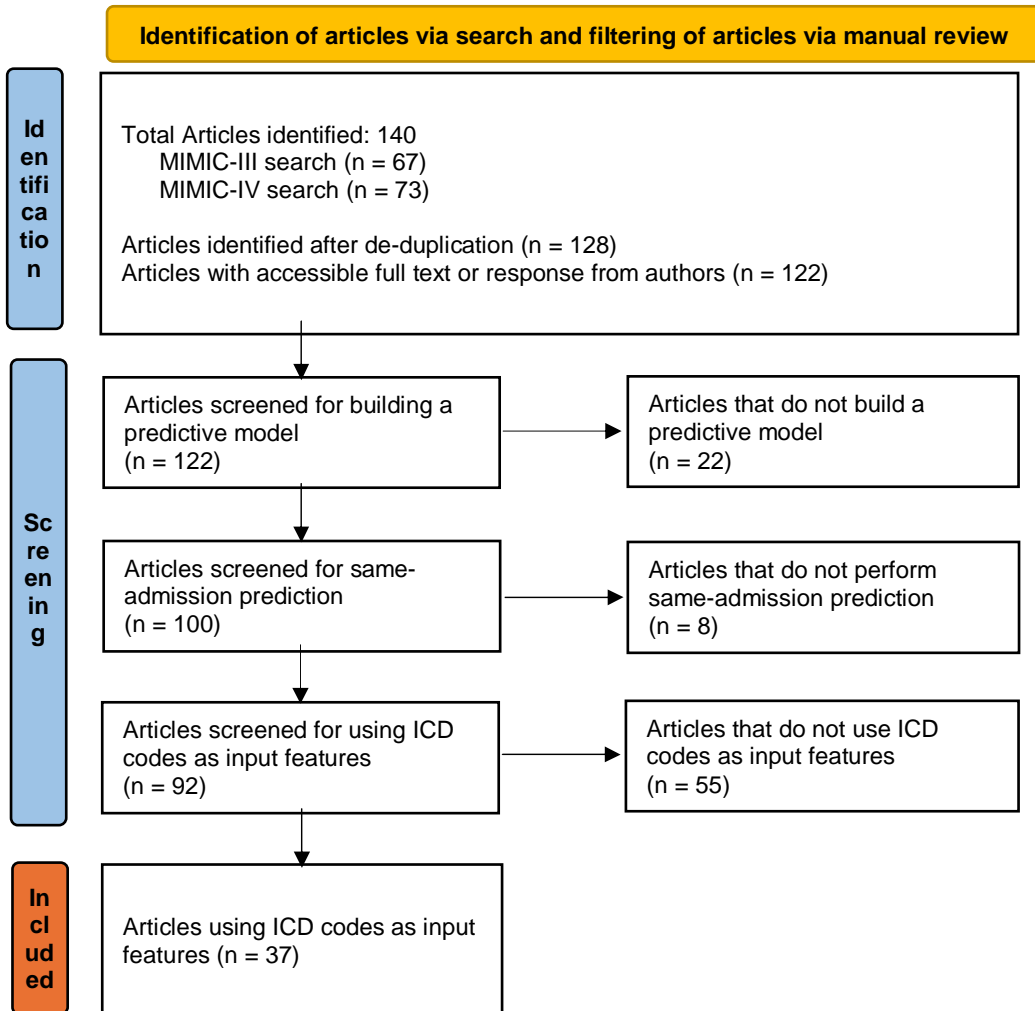 Identification of articles via search and filtering of articles via manual review
Id
en
tifi
ca
tio
n
Total Articles identified: 140
MIMIC-III search (n = 67)
MIMIC-IV search (n = 73)
Articles identified after de-duplication (n = 128)
Articles with accessible full text or response from authors (n = 122)
Sc
re
en
in
g
Articles screened for building a
predictive model
(n = 122)
Articles that do not build a
predictive model
(n = 22)
Articles screened for same-
admission prediction
(n = 100)
Articles that do not perform
same-admission prediction
(n = 8)
Articles screened for using ICD
codes as input features
(n = 92)
Articles that do not use ICD
codes as input features
(n = 55)
In
cl
ud
ed
Articles using ICD codes as input
features (n = 37)